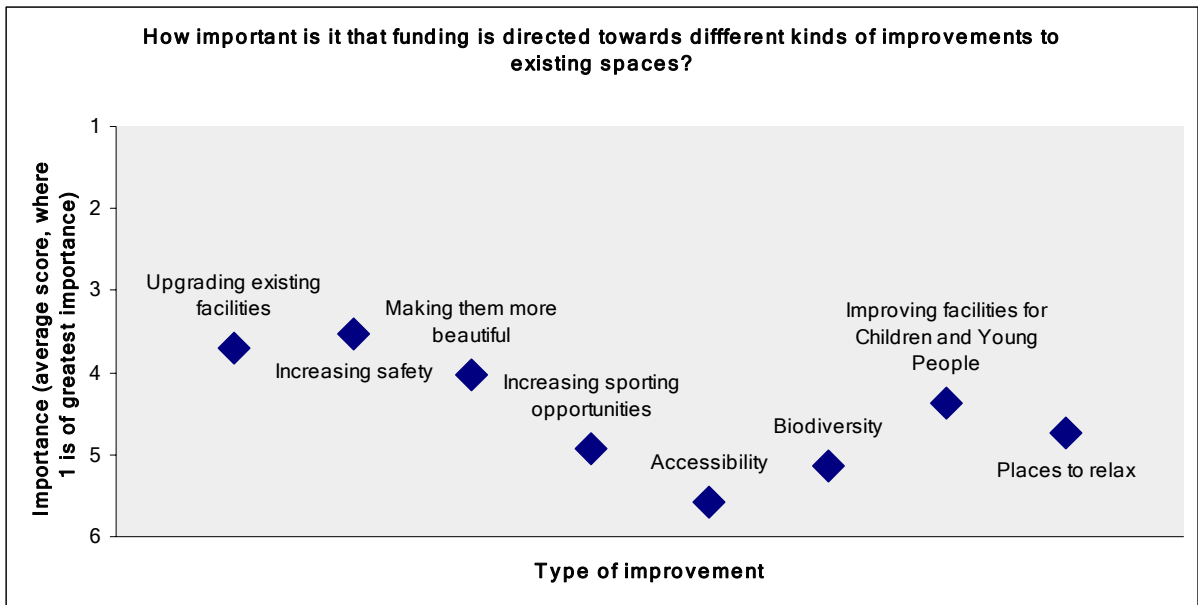 How important is it that funding is directed towards diffferent kinds of improvements to
existing spaces?
Importance (average score, where
1 is of greatest importance)
1
2
3
4
5
6
Upgrading existing
facilities
Increasing safety
Making them more
beautiful
Increasing sporting
opportunities
Accessibility
Biodiversity
Improving facilities for
Children and Young
People
Places to relax
Type of improvement